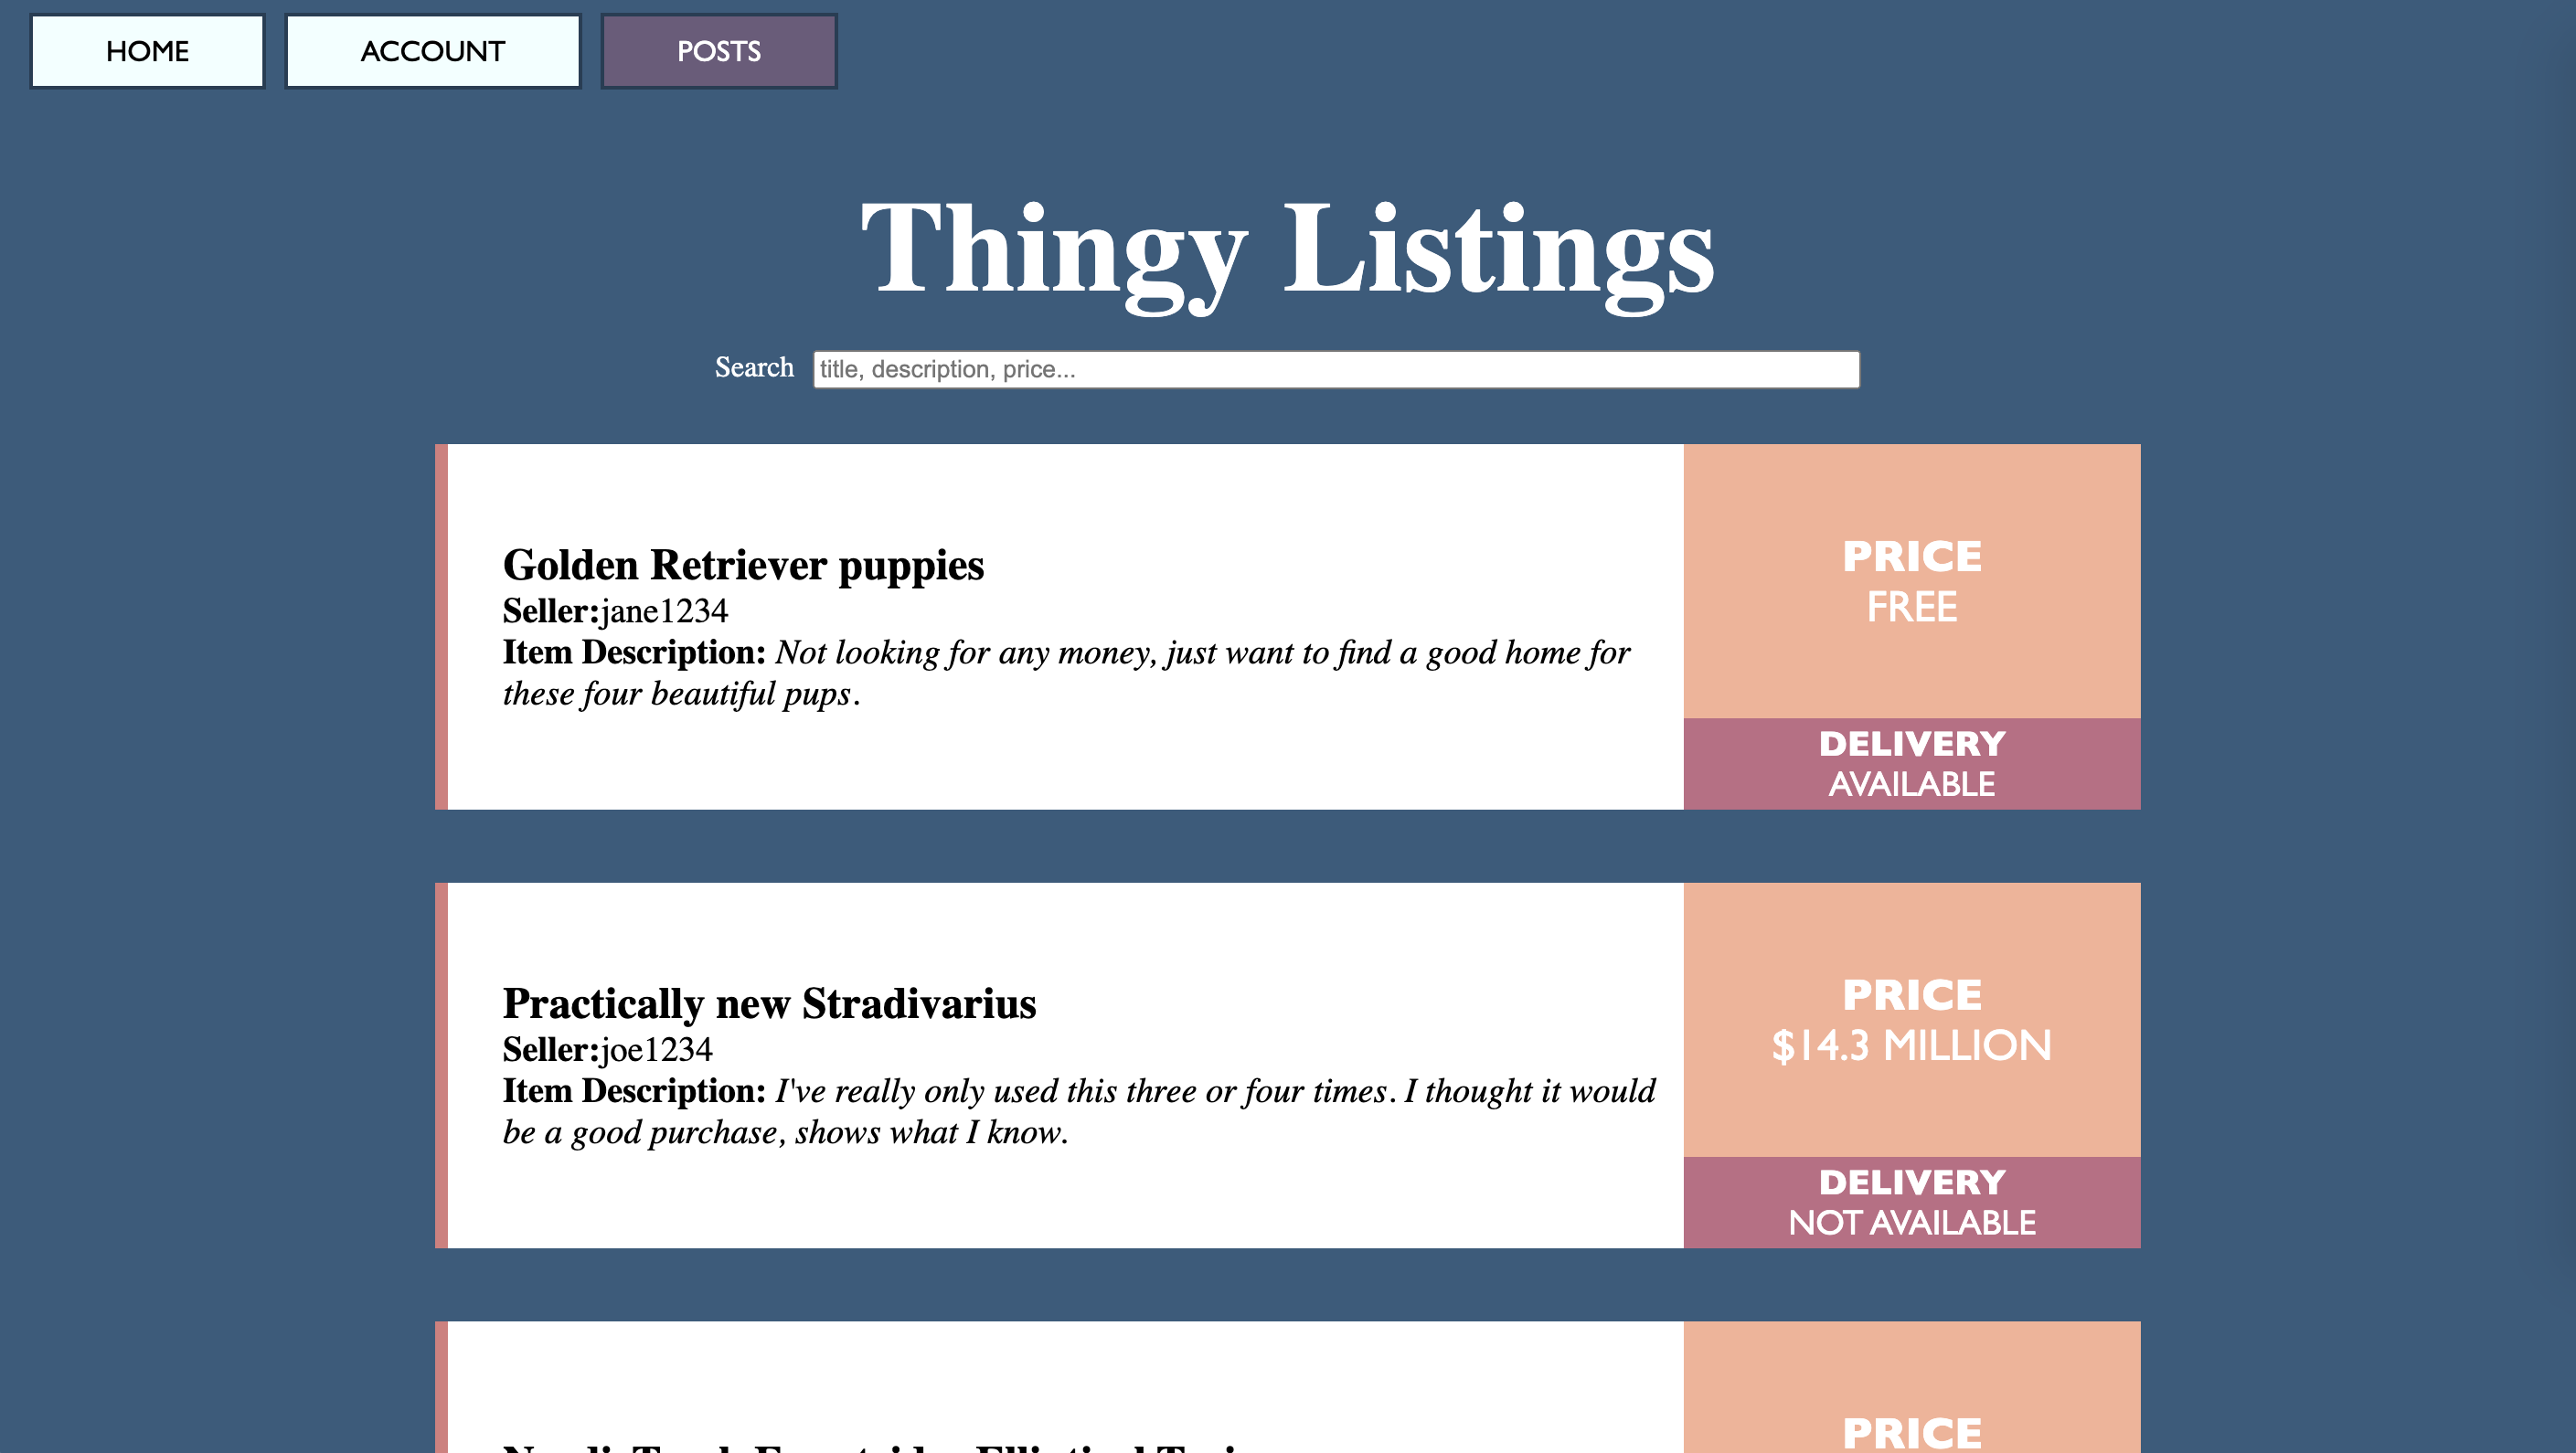 HOME ACCOUNT POSTS
Thingy Listings
Search title, description, price...
Golden Retriever puppies
Seller:jane1234
Item Description: Not looking for any money, just want to find a good home for
these four beautiful pups.
PRICE
FREE
DELIVERY
AVAILABLE
Practically new Stradivarius
Seller:joe1234
Item Description: I've really only used this three or four times. I thought it would
be a good purchase, shows what I know.
PRICE
$14.3 MILLION
DELIVERY
NOT AVAILABLE
PRICE